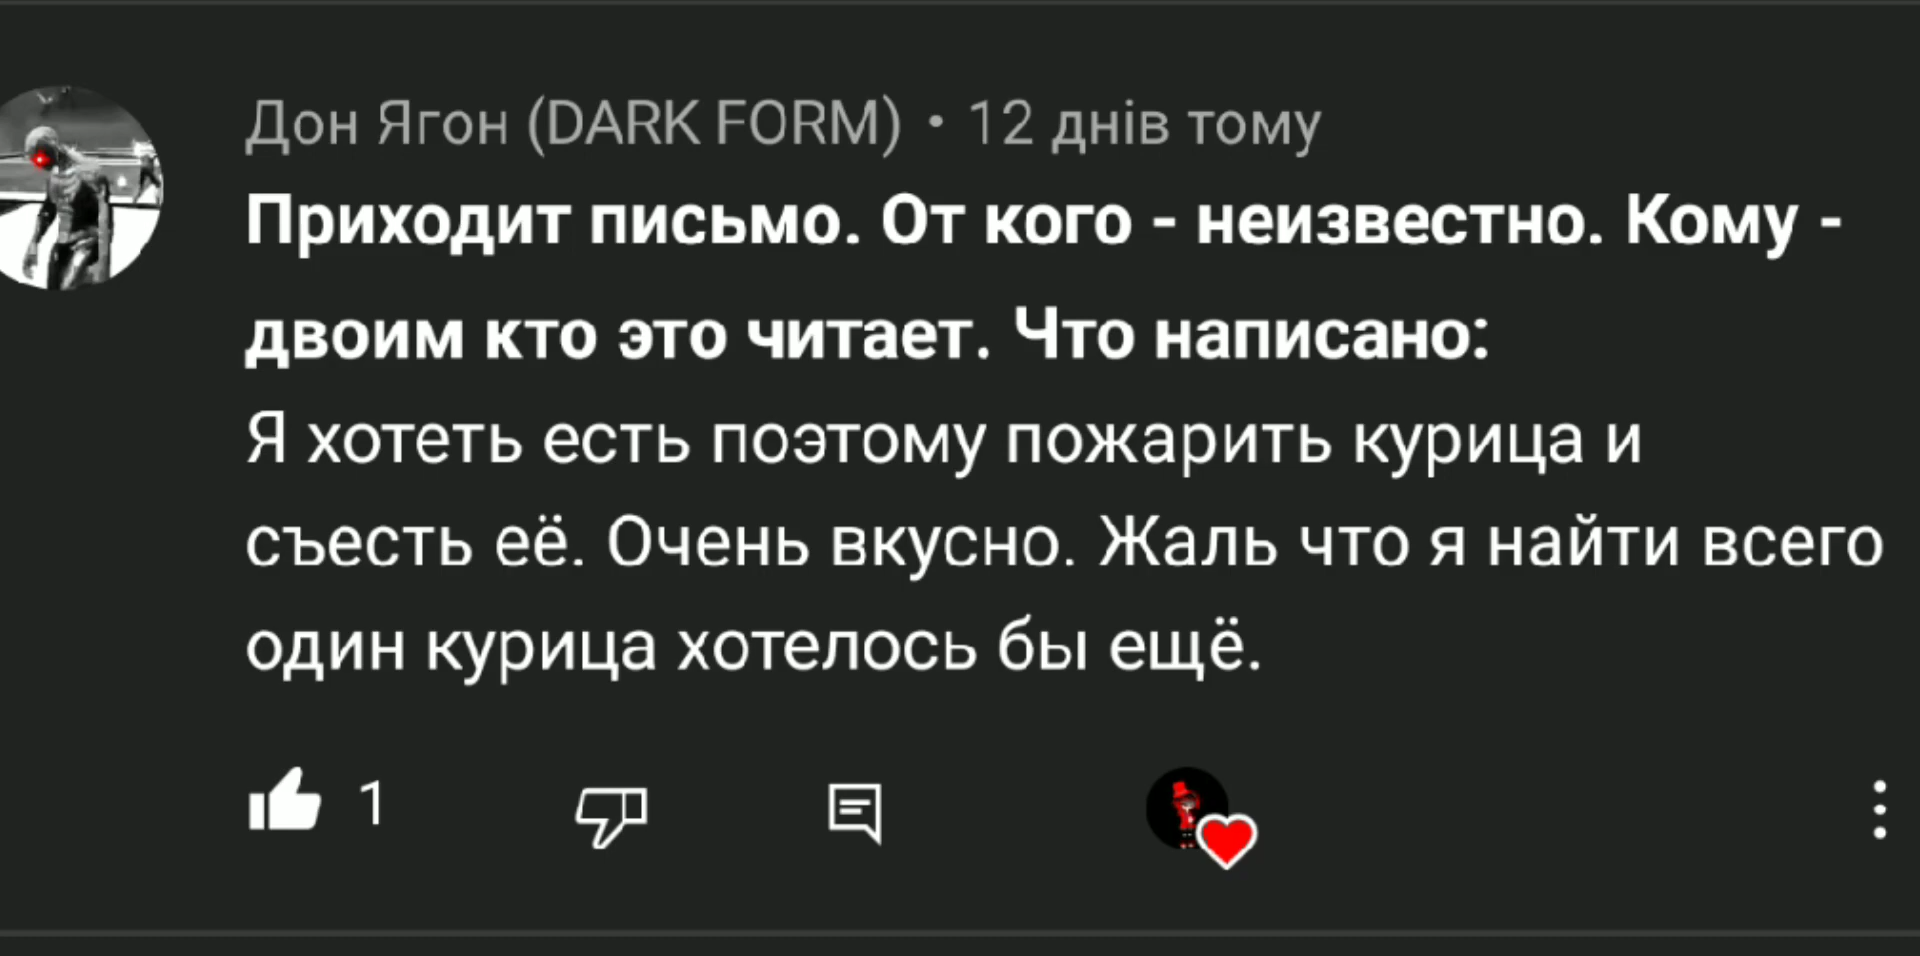 Дон Ягон (DARK FORM) • 12 днів тому
Приходит письмо. От кого - неизвестно. Кому -
двоим кто это читает. Что написано:
Я хотеть есть поэтому пожарить курица и
съесть её. Очень вкусно. Жаль что я найти всего
один курица хотелось бы ещё.
1